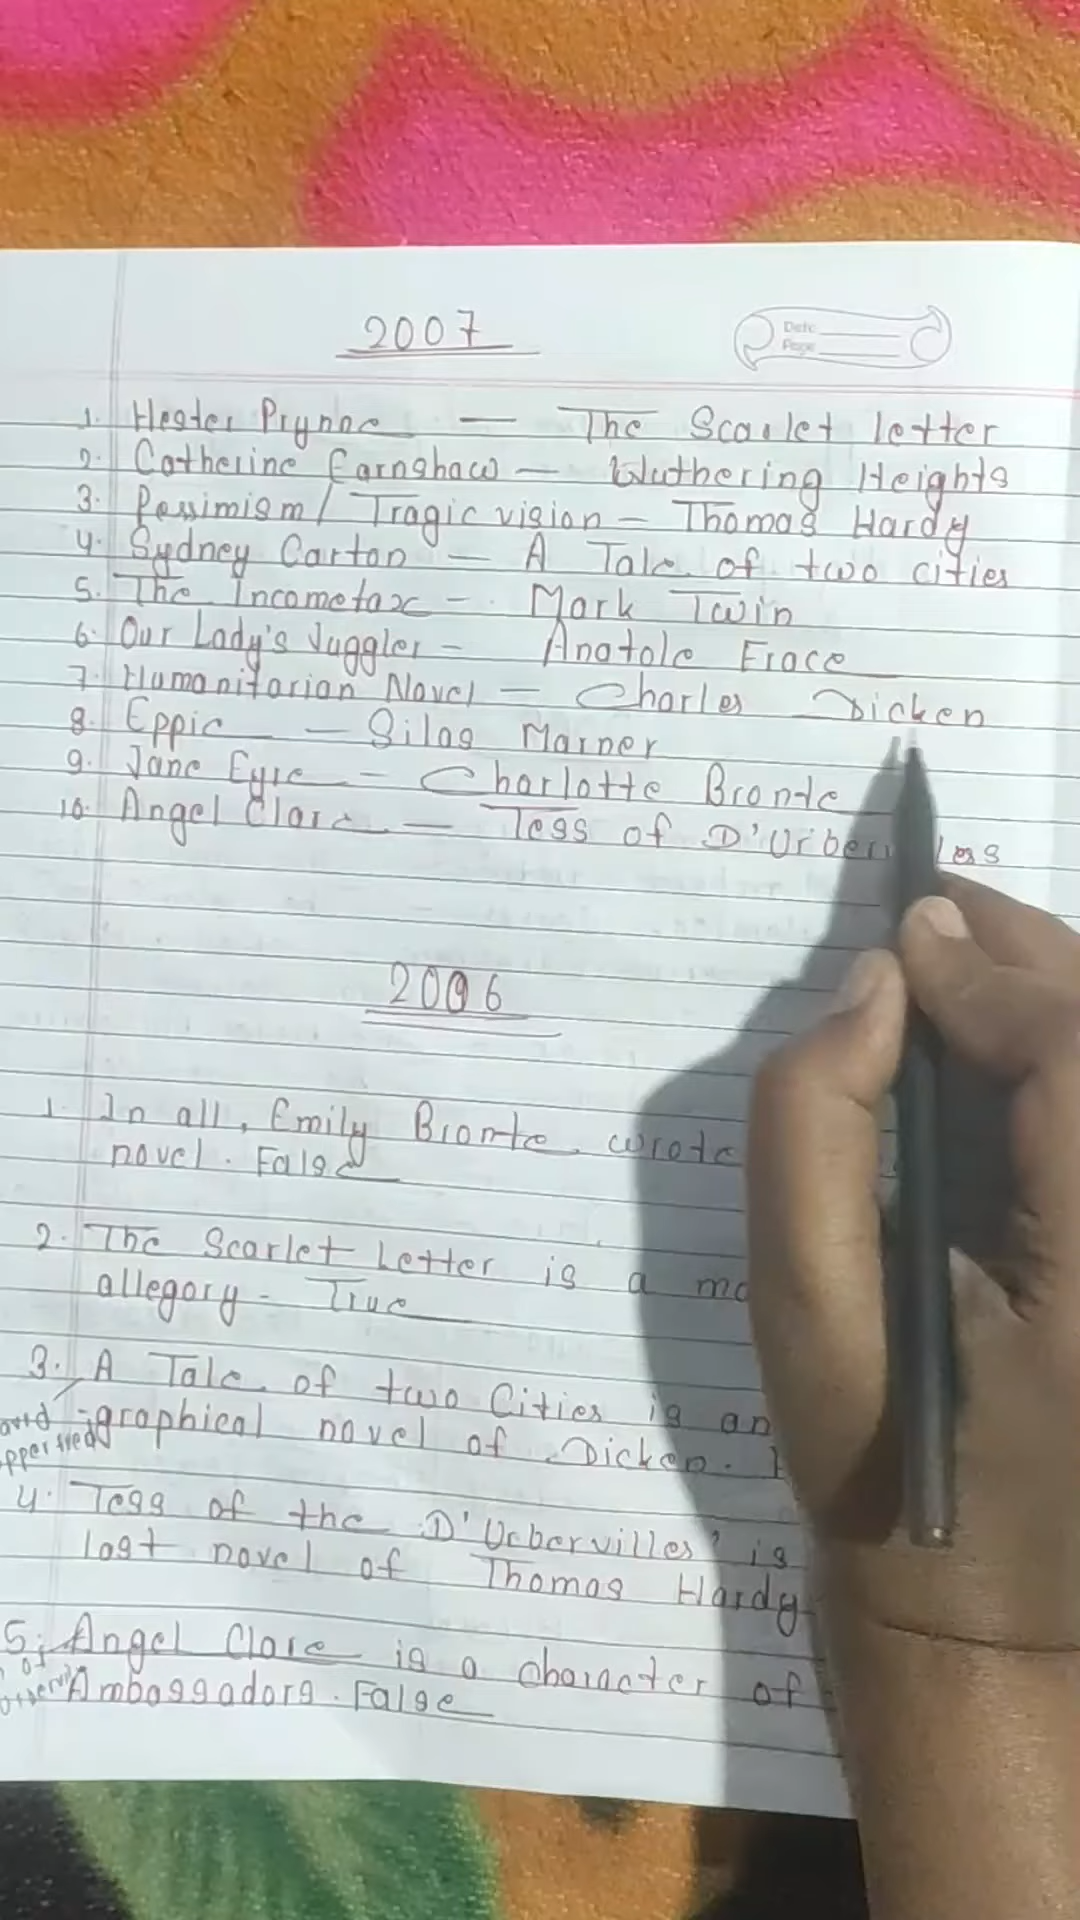 2007
Date
Page
1. Hester Prynne — The Scarlet letter
2. Catherine Earnshaw — Wuthering Heights
3. Pessimism / Tragic vision — Thomas Hardy
4. Sydney Carton — A Tale of two cities
5. The Incometax - Mark Twin
6. Our Lady's Juggler - Anatole Frace
7. Humanitarian Novel — Charles Dicken
8. Eppie — Silas Marner
9. Jane Eyre - Charlotte Bronte
10. Angel Clare — Tess of D'Urber les
2006
1. In all, Emily Bronte wrote
novel. False
2. The Scarlet Letter is a mo
allegory - True
3. A Tale of two Cities is an
-graphical novel of Dicken.
4. Tess of the D'Urbervilles' is
last novel of Thomas Hardy
5. Angel Clare is a character of
Ambassadors. False